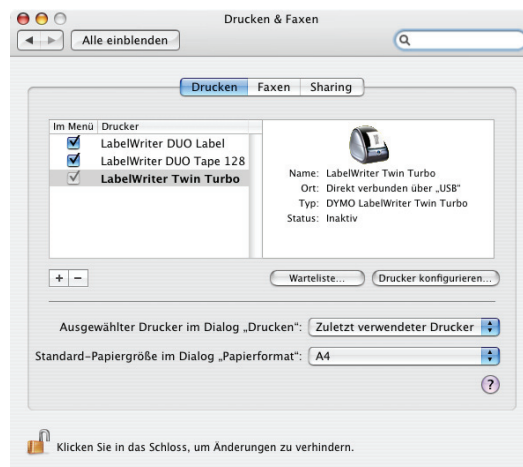 Drucken & Faxen
Alle einblenden
Drucken Faxen Sharing
Im Menü Drucker
LabelWriter DUO Label
LabelWriter DUO Tape 128
LabelWriter Twin Turbo
Name: LabelWriter Twin Turbo
Ort: Direkt verbunden über „USB“
Typ: DYMO LabelWriter Twin Turbo
Status: Inaktiv
+ −
Warteliste... Drucker konfigurieren...
Ausgewählter Drucker im Dialog „Drucken“: Zuletzt verwendeter Drucker
Standard-Papiergröße im Dialog „Papierformat“: A4
?
Klicken Sie in das Schloss, um Änderungen zu verhindern.